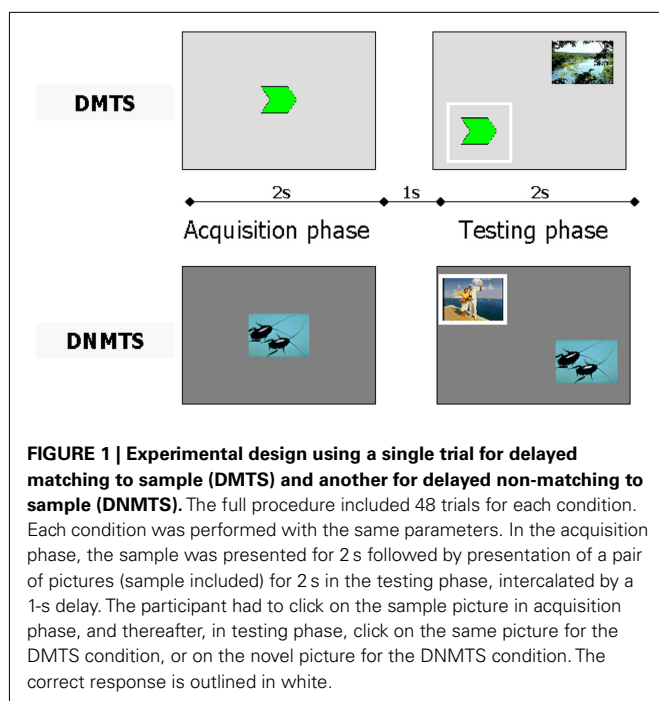 DMTS
2s 1s 2s
Acquisition phase Testing phase
DNMTS
FIGURE 1 | Experimental design using a single trial for delayed
matching to sample (DMTS) and another for delayed non-matching to
sample (DNMTS). The full procedure included 48 trials for each condition.
Each condition was performed with the same parameters. In the acquisition
phase, the sample was presented for 2 s followed by presentation of a pair
of pictures (sample included) for 2 s in the testing phase, intercalated by a
1-s delay. The participant had to click on the sample picture in acquisition
phase, and thereafter, in testing phase, click on the same picture for the
DMTS condition, or on the novel picture for the DNMTS condition. The
correct response is outlined in white.